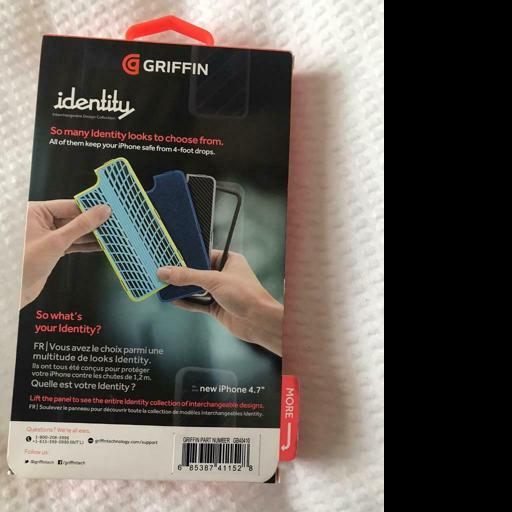 GRIFFIN
identity
Interchangeable Design Collection
So many Identity looks to choose from.
All of them keep your iPhone safe from 4-foot drops.
So what's
your Identity?
FR | Vous avez le choix parmi une
multitude de looks Identity.
Ils ont tous été conçus pour protéger
votre iPhone contre les chutes de 1,2 m.
Quelle est votre Identity ?
new iPhone 4.7"
Lift the panel to see the entire Identity collection of interchangeable designs.
FR | Soulevez le panneau pour découvrir toute la collection de modèles interchangeables Identity.
MORE
Questions? We're all ears.
griffintechnology.com/support
Follow us:
@griffintech /griffintech
GRIFFIN PART NUMBER: GB40410
6 85387 41152 8